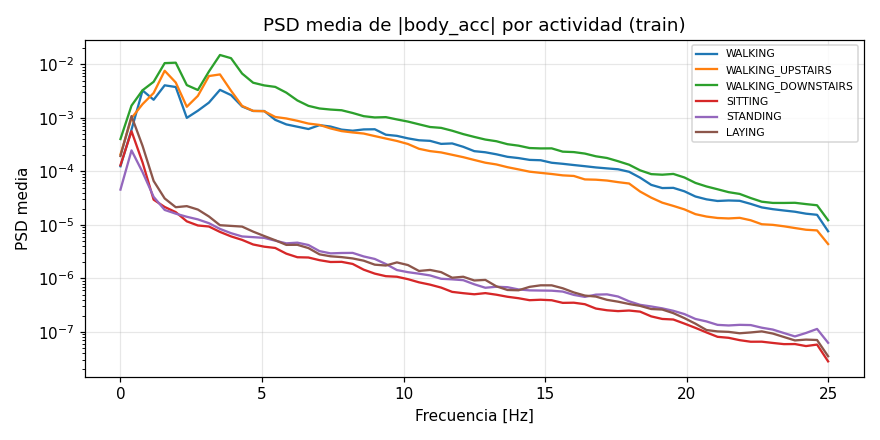 PSD media de |body_acc| por actividad (train)
PSD media
10⁻²
10⁻³
10⁻⁴
10⁻⁵
10⁻⁶
10⁻⁷
WALKING
WALKING_UPSTAIRS
WALKING_DOWNSTAIRS
SITTING
STANDING
LAYING
0 5 10 15 20 25
Frecuencia [Hz]